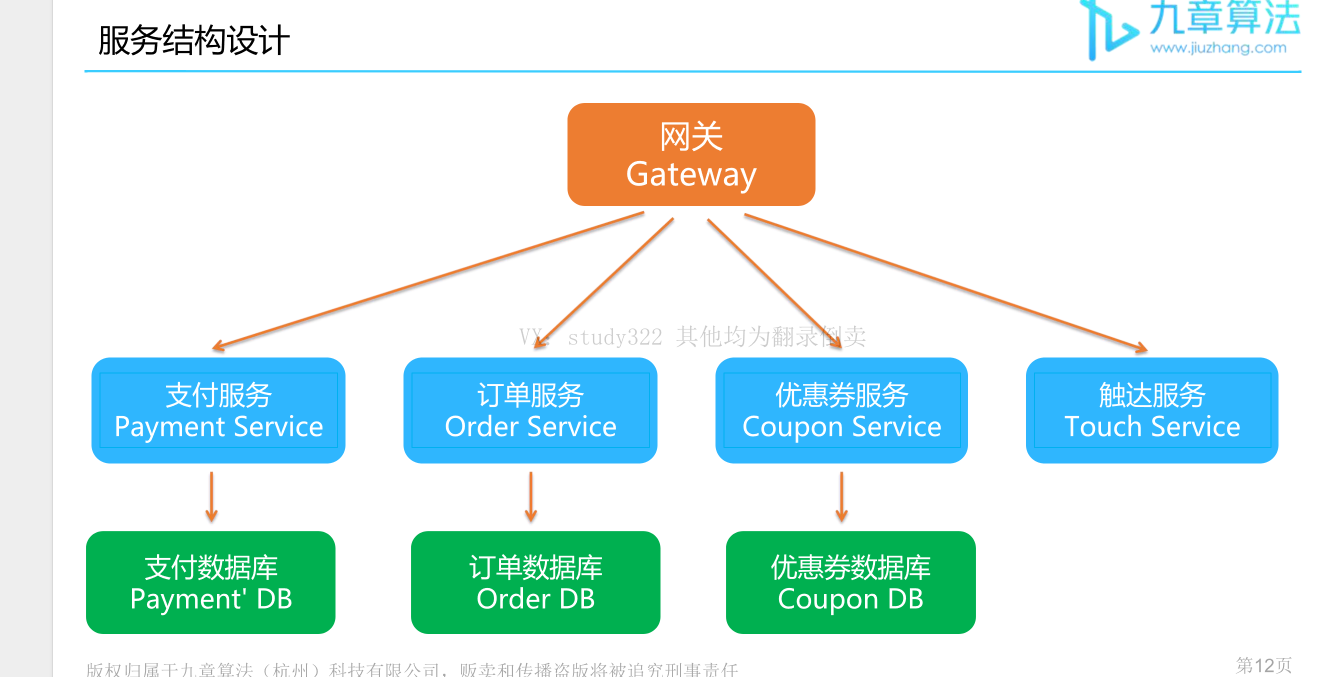 服务结构设计
九章算法
www.jiuzhang.com
网关
Gateway
VX: study322 其他均为翻录倒卖
支付服务
Payment Service
订单服务
Order Service
优惠券服务
Coupon Service
触达服务
Touch Service
支付数据库
Payment' DB
订单数据库
Order DB
优惠券数据库
Coupon DB
版权归属于九章算法（杭州）科技有限公司，贩卖和传播盗版将被追究刑事责任
第12页